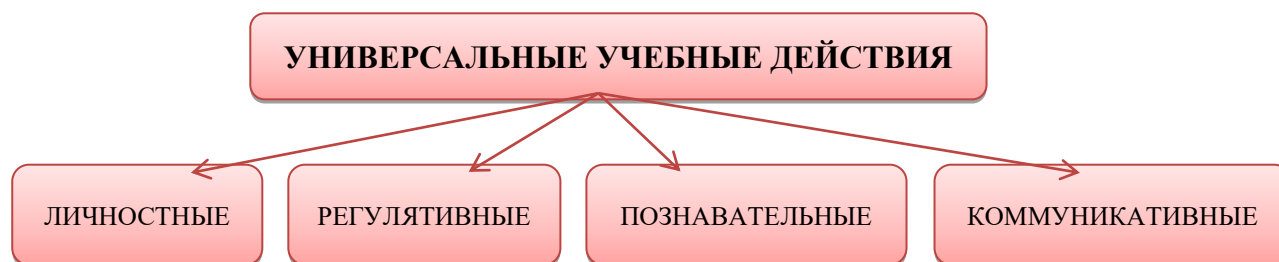 УНИВЕРСАЛЬНЫЕ УЧЕБНЫЕ ДЕЙСТВИЯ
ЛИЧНОСТНЫЕ
РЕГУЛЯТИВНЫЕ
ПОЗНАВАТЕЛЬНЫЕ
КОММУНИКАТИВНЫЕ